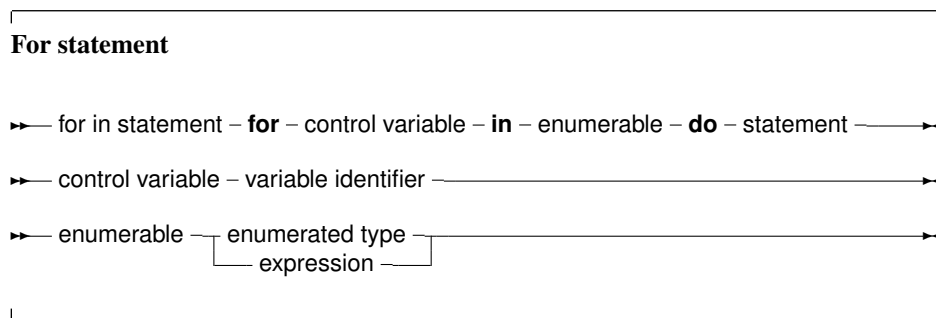 For statement
for in statement – for – control variable – in – enumerable – do – statement
control variable – variable identifier
enumerable – enumerated type
expression